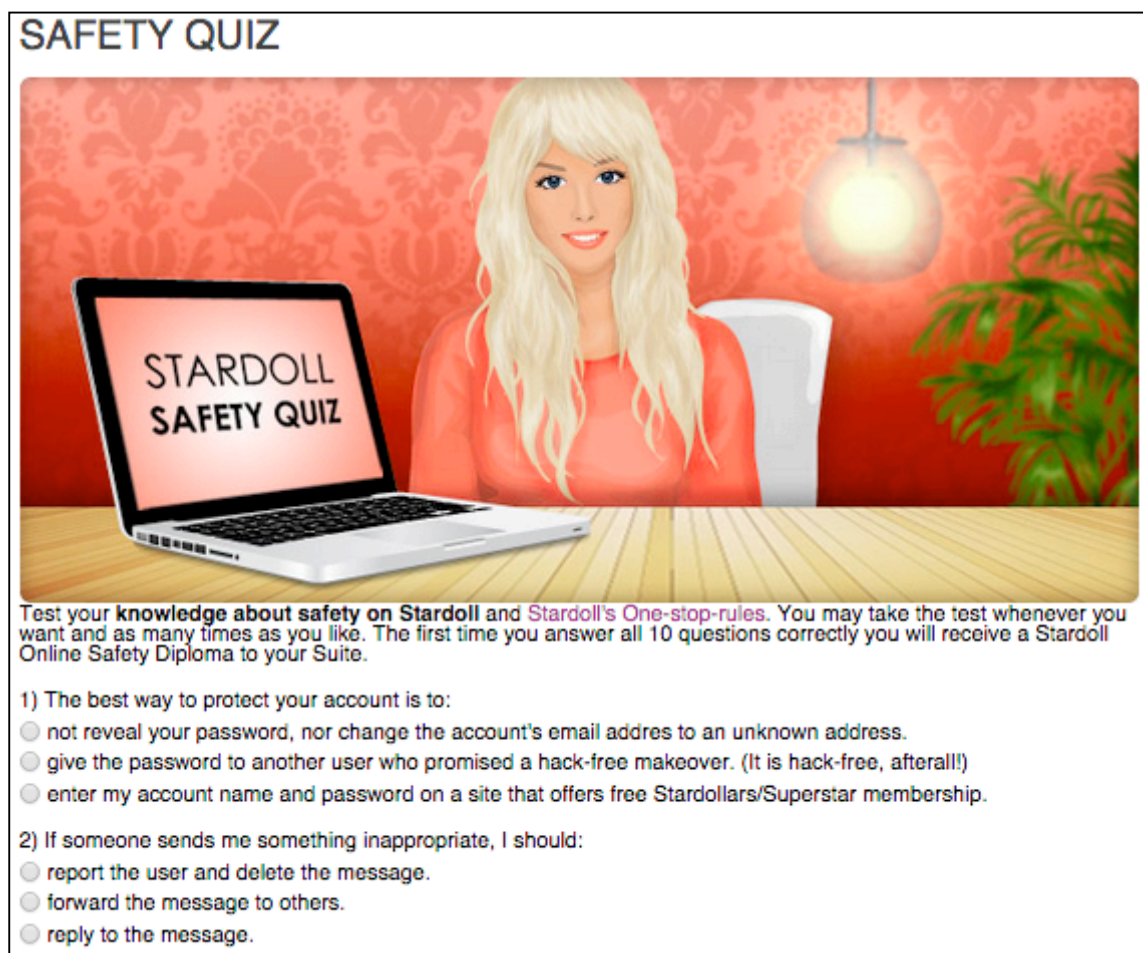 SAFETY QUIZ
STARDOLL
SAFETY QUIZ
Test your knowledge about safety on Stardoll and Stardoll's One-stop-rules. You may take the test whenever you
want and as many times as you like. The first time you answer all 10 questions correctly you will receive a Stardoll
Online Safety Diploma to your Suite.
1) The best way to protect your account is to:
not reveal your password, nor change the account's email addres to an unknown address.
give the password to another user who promised a hack-free makeover. (It is hack-free, afterall!)
enter my account name and password on a site that offers free Stardollars/Superstar membership.
2) If someone sends me something inappropriate, I should:
report the user and delete the message.
forward the message to others.
reply to the message.